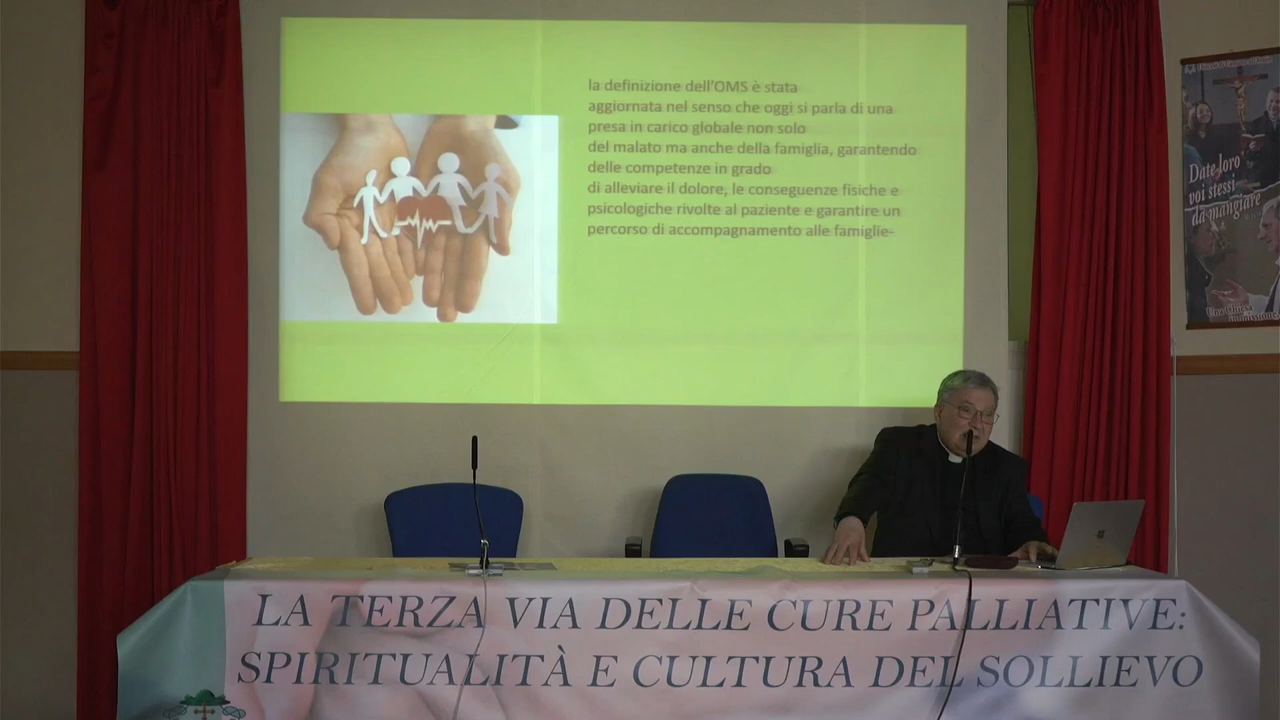 la definizione dell'OMS è stata
aggiornata nel senso che oggi si parla di una
presa in carico globale non solo
del malato ma anche della famiglia, garantendo
delle competenze in grado
di alleviare il dolore, le conseguenze fisiche e
psicologiche rivolte al paziente e garantire un
percorso di accompagnamento alle famiglie-
Date loro
voi stessi
da mangiare
Una Chiesa
LA TERZA VIA DELLE CURE PALLIATIVE:
SPIRITUALITÀ E CULTURA DEL SOLLIEVO